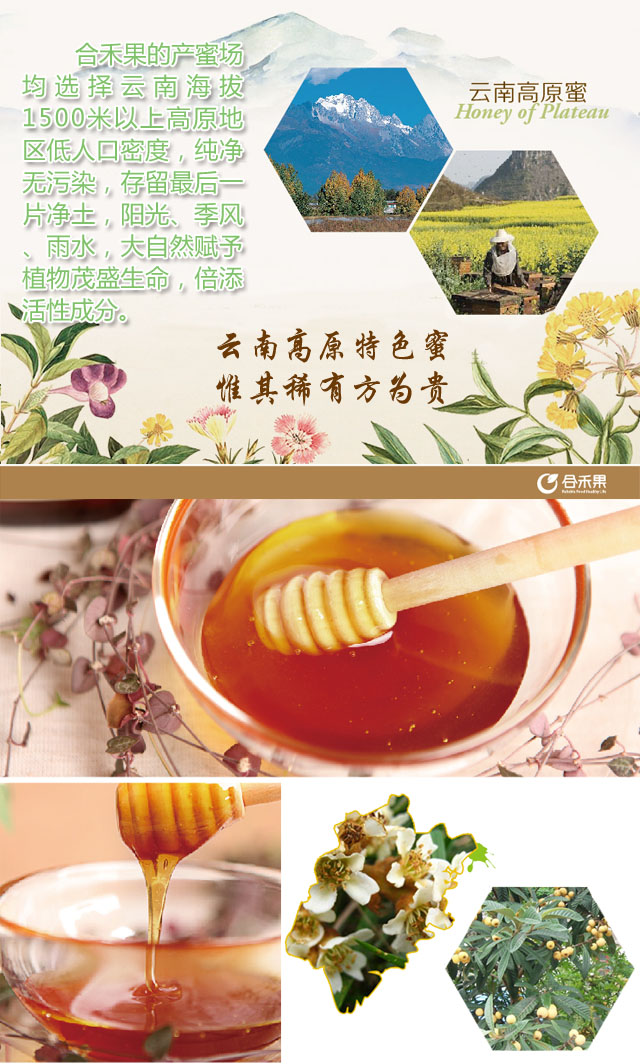 合禾果的产蜜场
均选择云南海拔
1500米以上高原地
区低人口密度，纯净
无污染，存留最后一
片净土，阳光、季风
、雨水，大自然赋予
植物茂盛生命，倍添
活性成分。
云南高原蜜
Honey of Plateau
云南高原特色蜜
惟其稀有方为贵
合禾果